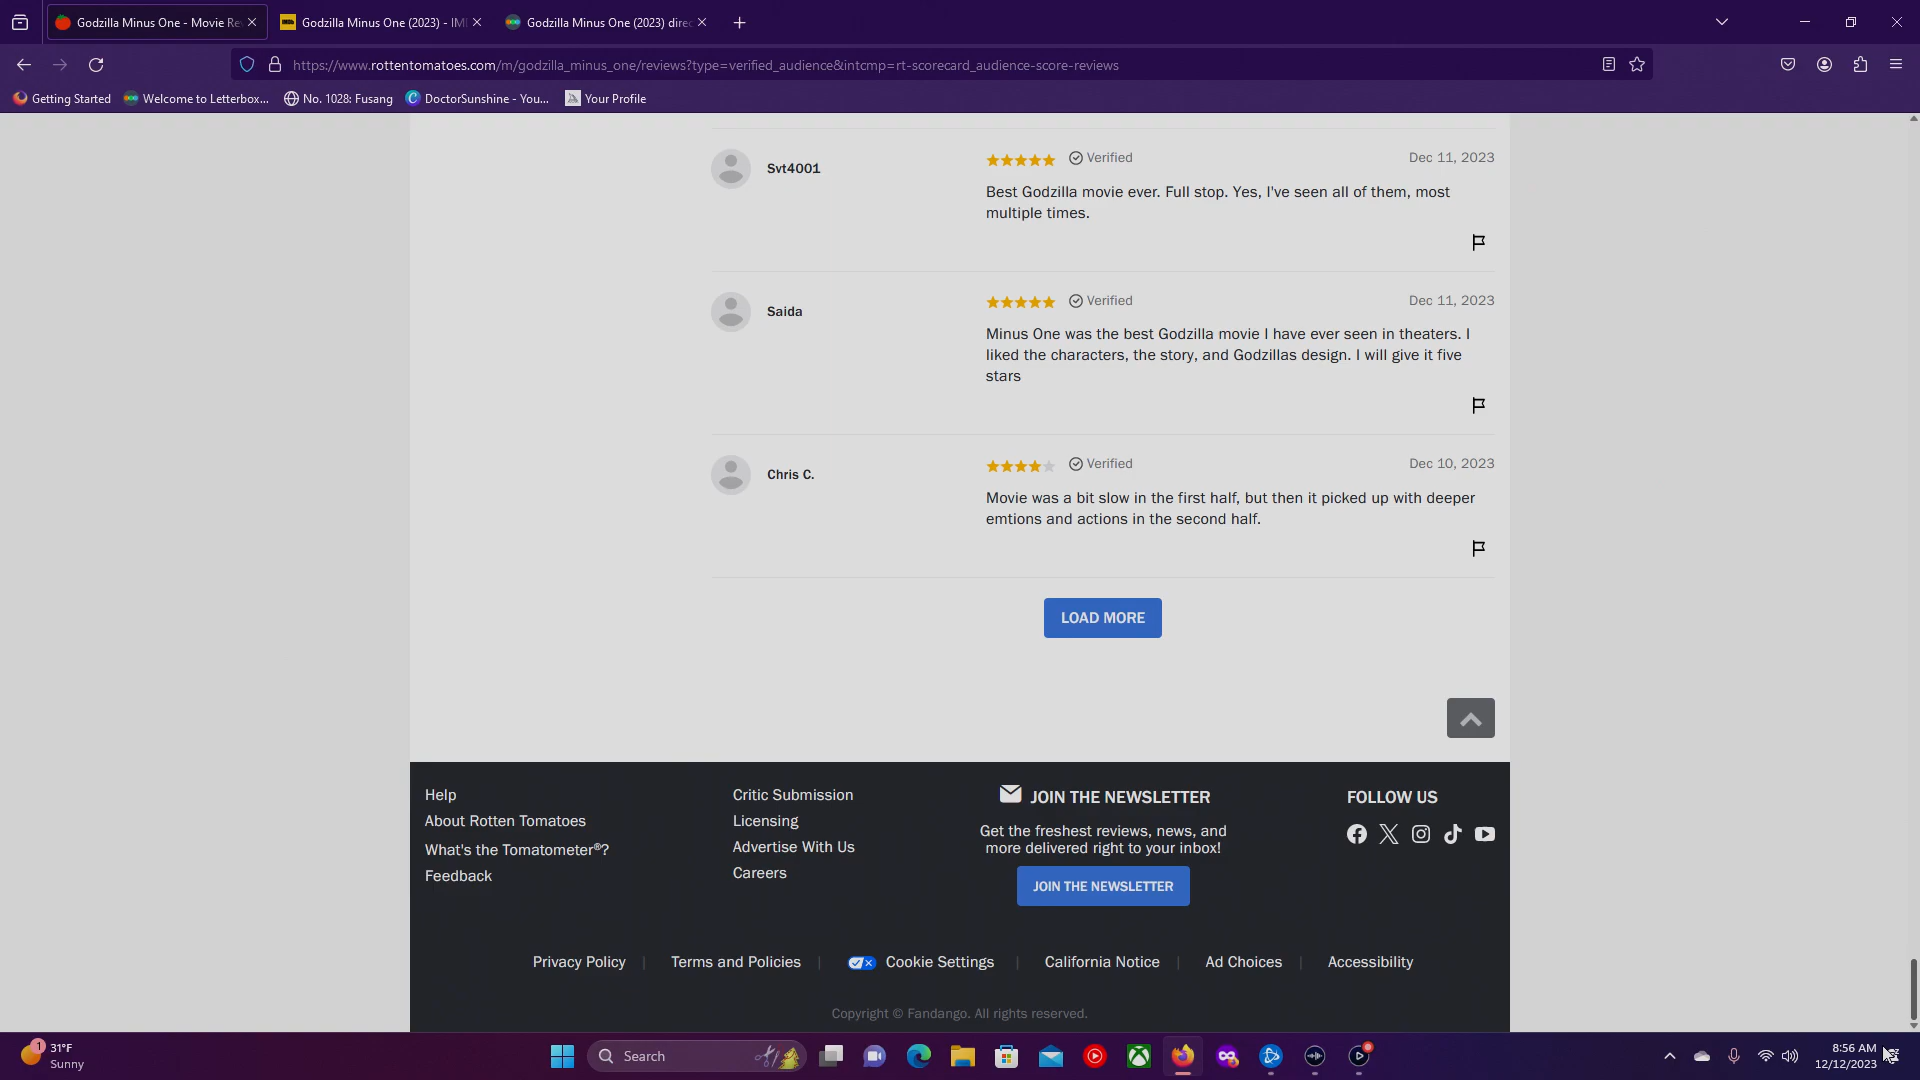 Godzilla Minus One - Movie Re
Godzilla Minus One (2023) - IM
Godzilla Minus One (2023) direc
https://www.rottentomatoes.com/m/godzilla_minus_one/reviews?type=verified_audience&intcmp=rt-scorecard_audience-score-reviews
Getting Started
Welcome to Letterbox...
No. 1028: Fusang
DoctorSunshine - You...
Your Profile
Svt4001
Verified
Dec 11, 2023
Best Godzilla movie ever. Full stop. Yes, I've seen all of them, most
multiple times.
Saida
Verified
Dec 11, 2023
Minus One was the best Godzilla movie I have ever seen in theaters. I
liked the characters, the story, and Godzillas design. I will give it five
stars
Chris C.
Verified
Dec 10, 2023
Movie was a bit slow in the first half, but then it picked up with deeper
emtions and actions in the second half.
LOAD MORE
Help
About Rotten Tomatoes
What's the Tomatometer®?
Feedback
Critic Submission
Licensing
Advertise With Us
Careers
JOIN THE NEWSLETTER
Get the freshest reviews, news, and
more delivered right to your inbox!
JOIN THE NEWSLETTER
FOLLOW US
Privacy Policy
Terms and Policies
Cookie Settings
California Notice
Ad Choices
Accessibility
Copyright © Fandango. All rights reserved.
1
31°F
Sunny
Search
8:56 AM
12/12/2023